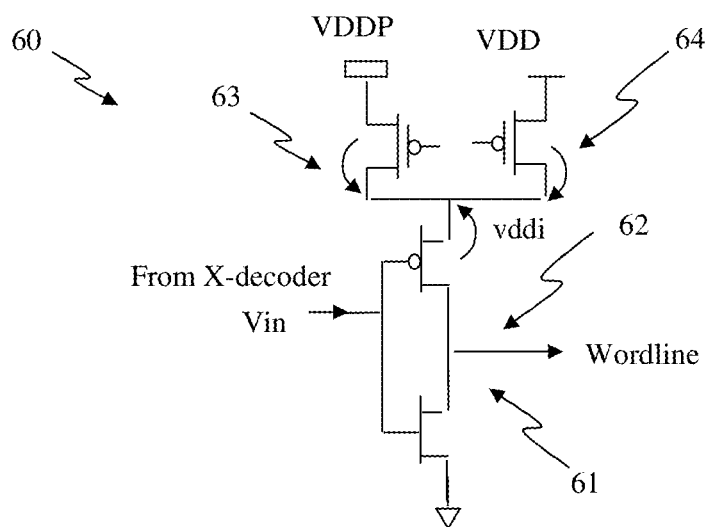 VDDP
VDD
60
64
63
vddi
62
From X-decoder
Vin
Wordline
61